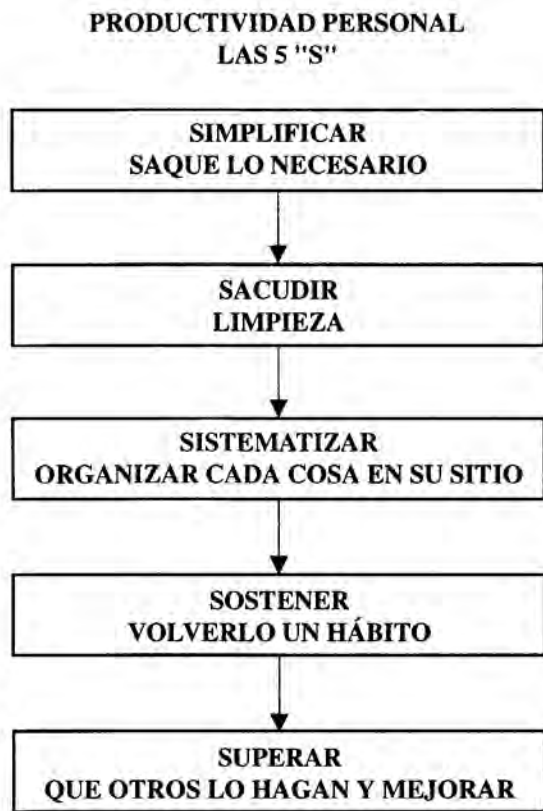 PRODUCTIVIDAD PERSONAL
LAS 5 "S"
SIMPLIFICAR
SAQUE LO NECESARIO
SACUDIR
LIMPIEZA
SISTEMATIZAR
ORGANIZAR CADA COSA EN SU SITIO
SOSTENER
VOLVERLO UN HÁBITO
SUPERAR
QUE OTROS LO HAGAN Y MEJORAR